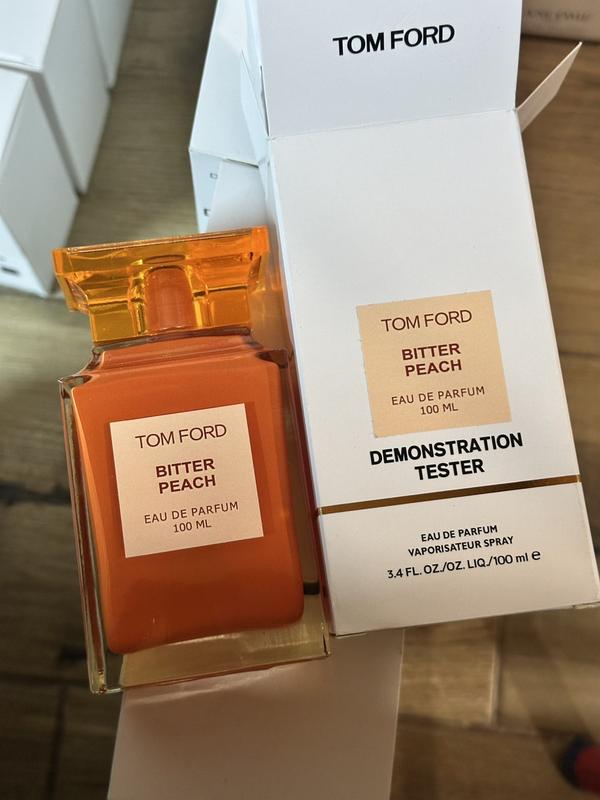 TOM FORD
TOM FORD
BITTER
PEACH
EAU DE PARFUM
100 ML
DEMONSTRATION
TESTER
EAU DE PARFUM
VAPORISATEUR SPRAY
3.4 FL. OZ./OZ. LIQ./100 ml e
TOM FORD
BITTER
PEACH
EAU DE PARFUM
100 ML